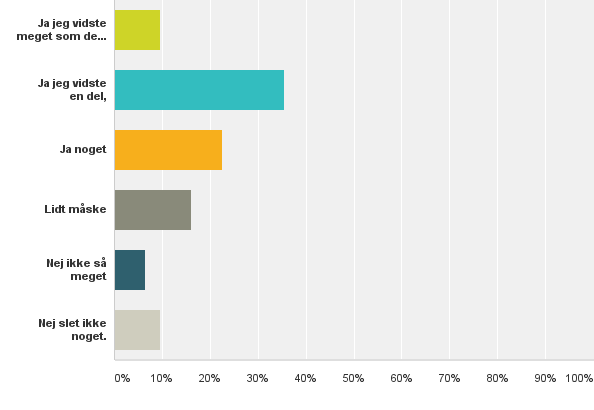 Ja jeg vidste
meget som de...
Ja jeg vidste
en del,
Ja noget
Lidt måske
Nej ikke så
meget
Nej slet ikke
noget.
0% 10% 20% 30% 40% 50% 60% 70% 80% 90% 100%